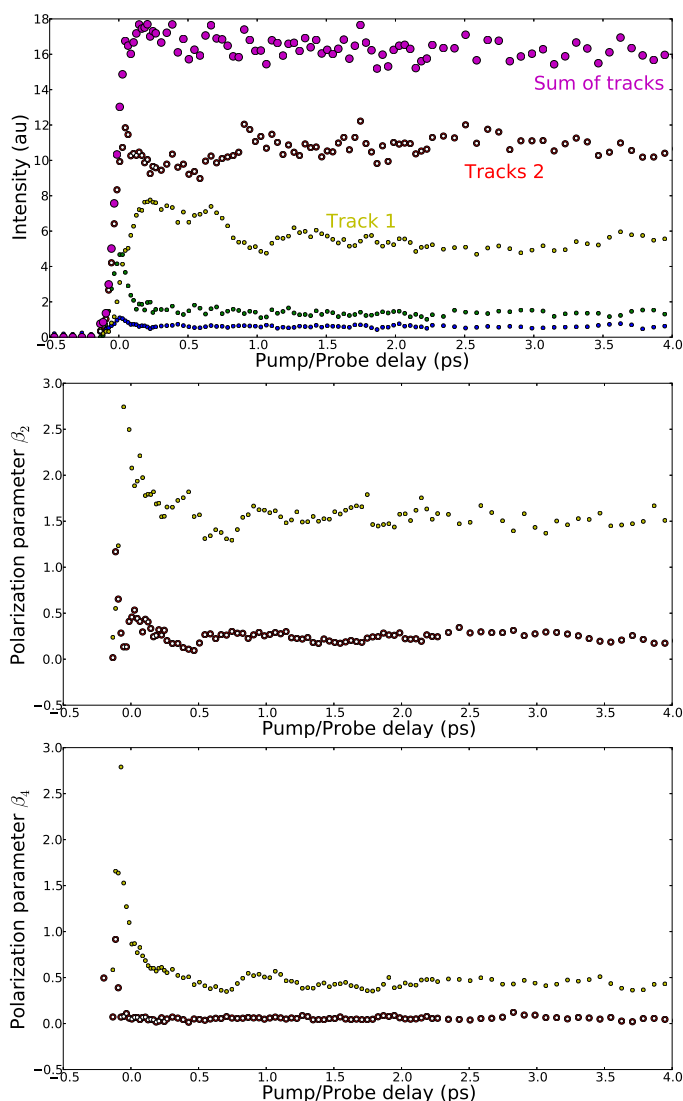 18
16
14
12
10
8
6
4
2
0
Intensity (au)
Sum of tracks
Tracks 2
Track 1
−0.5 0.0 0.5 1.0 1.5 2.0 2.5 3.0 3.5 4.0
Pump/Probe delay (ps)
3.0
2.5
2.0
1.5
1.0
0.5
0.0
−0.5
Polarization parameter β₂
−0.5 0.0 0.5 1.0 1.5 2.0 2.5 3.0 3.5 4.0
Pump/Probe delay (ps)
3.0
2.5
2.0
1.5
1.0
0.5
0.0
−0.5
Polarization parameter β₄
−0.5 0.0 0.5 1.0 1.5 2.0 2.5 3.0 3.5 4.0
Pump/Probe delay (ps)